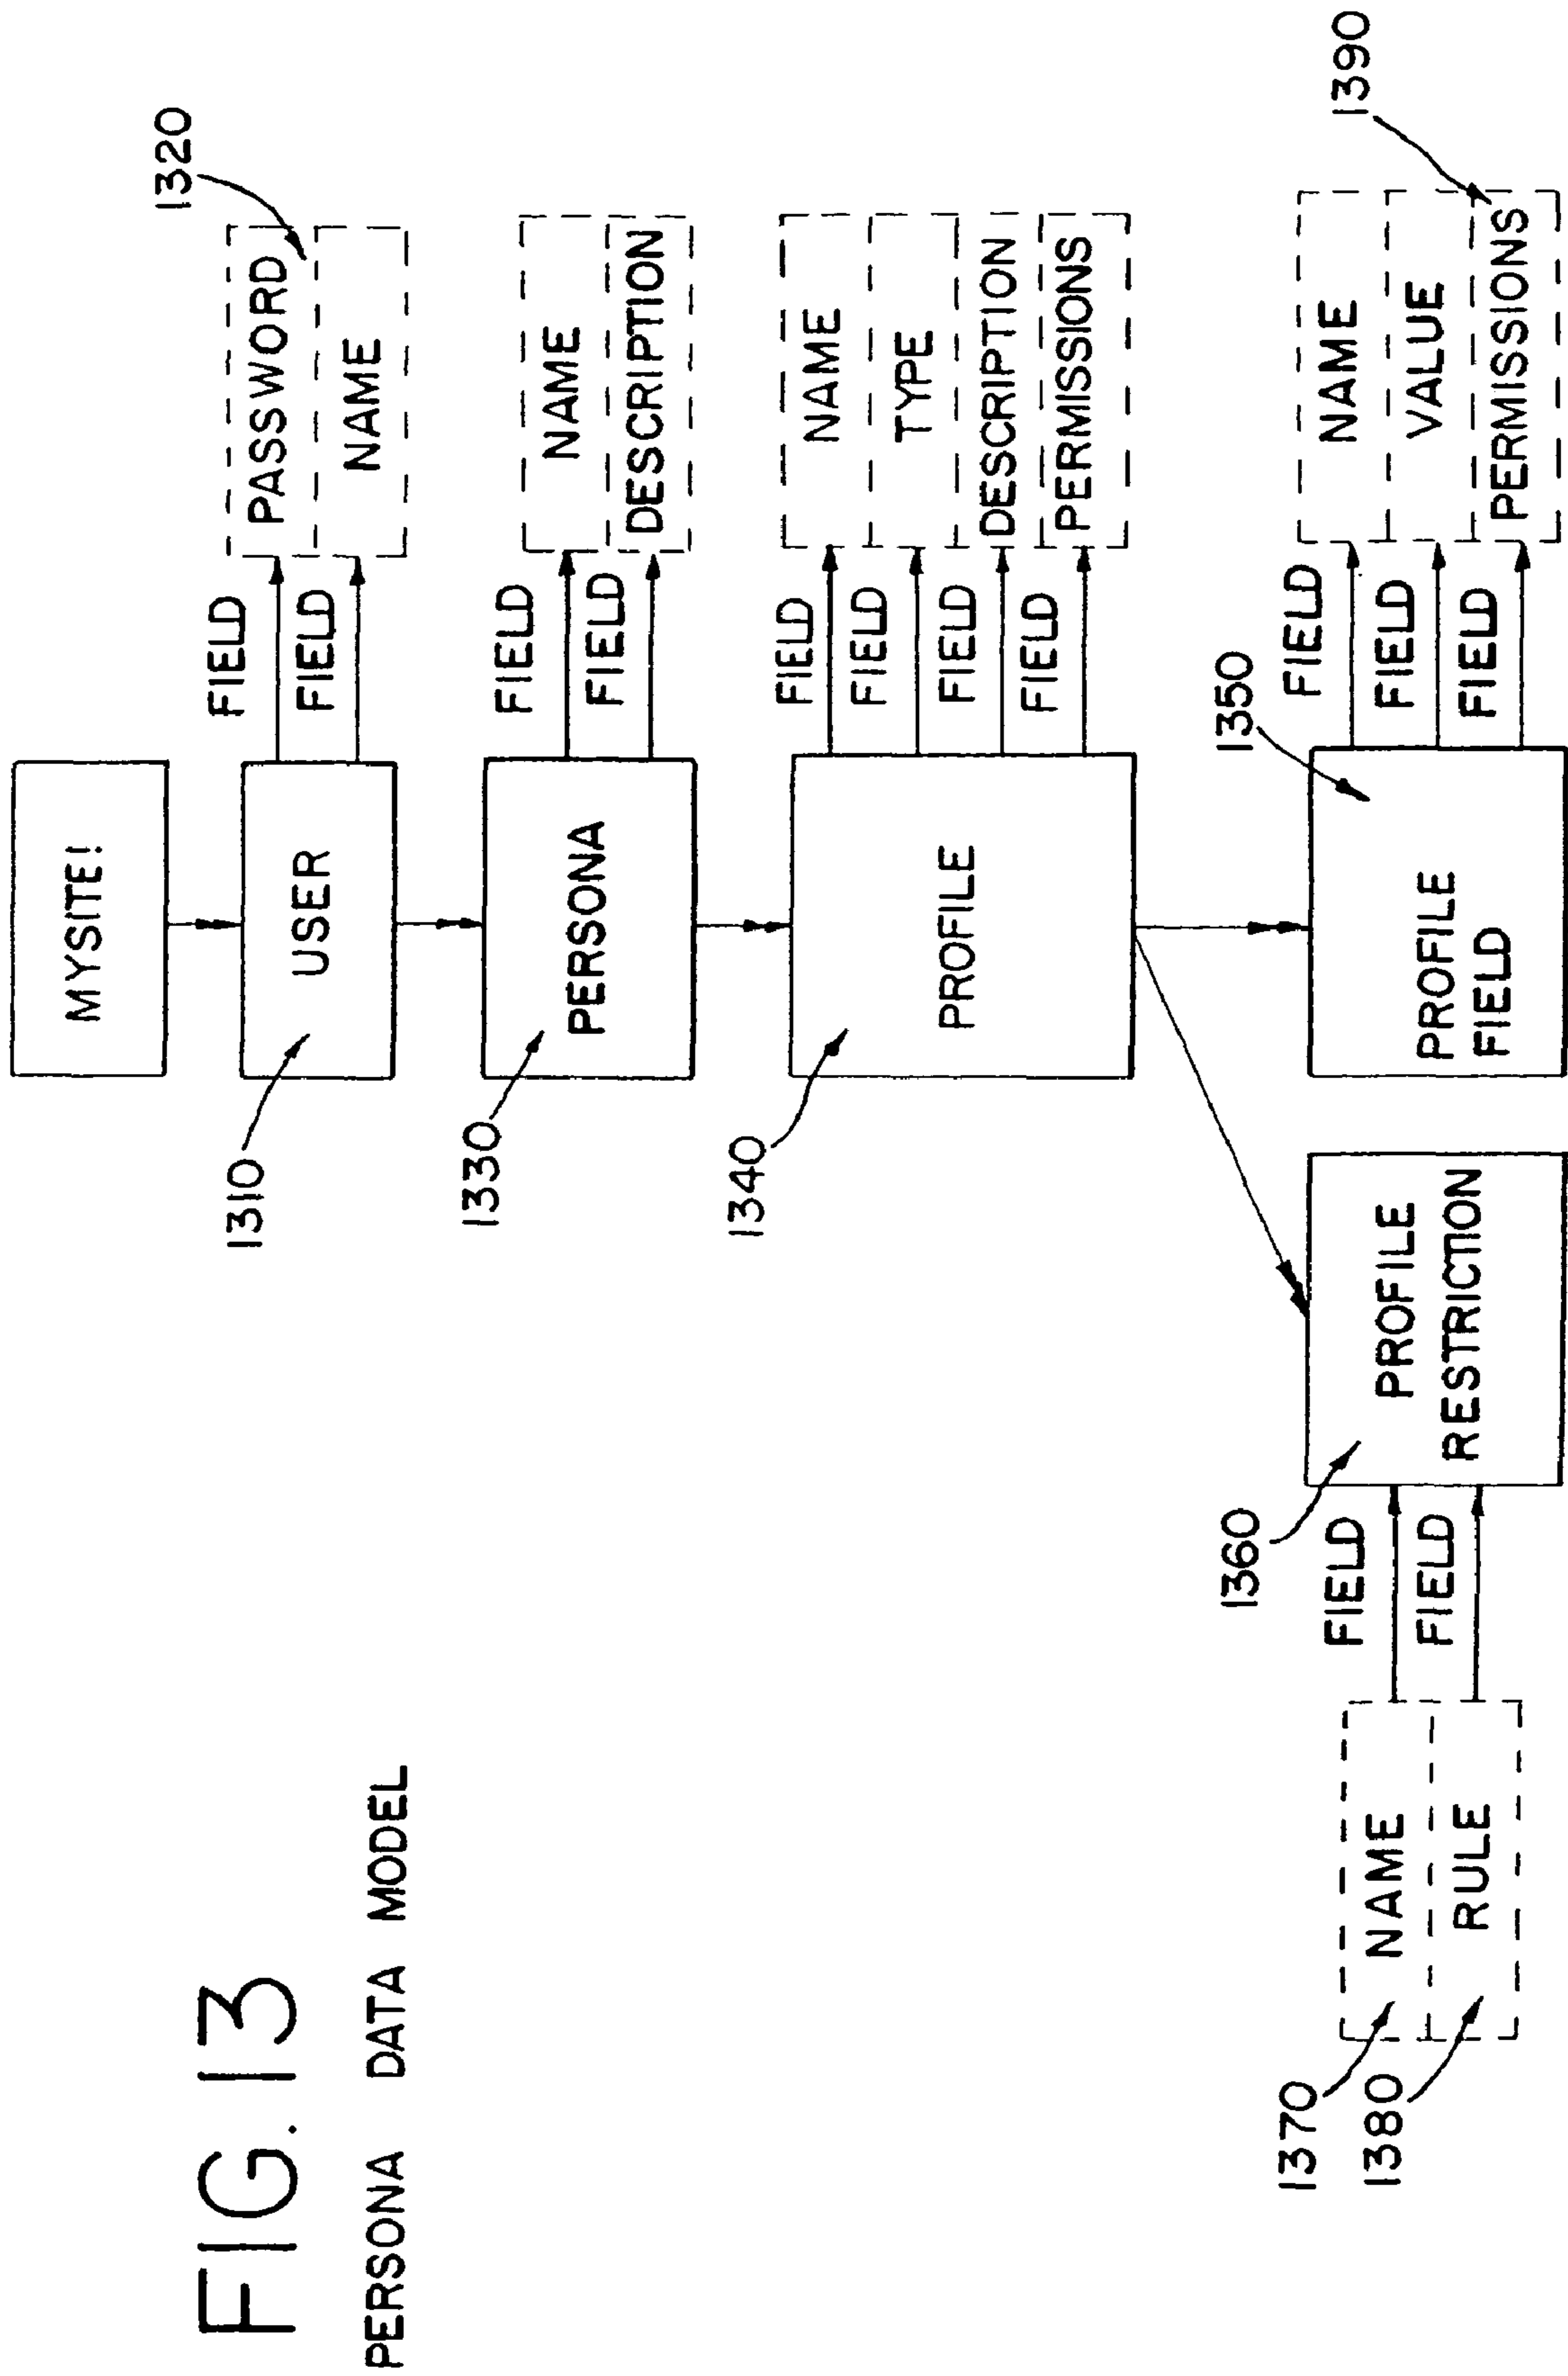 FIG. 13
PERSONA DATA MODEL
MYSITE!
1310
USER
FIELD
FIELD
PASSWORD
NAME
1320
1330
PERSONA
FIELD
FIELD
NAME
DESCRIPTION
1340
PROFILE
FIELD
FIELD
FIELD
FIELD
NAME
TYPE
DESCRIPTION
PERMISSIONS
1350
PROFILE
FIELD
FIELD
FIELD
FIELD
NAME
VALUE
PERMISSIONS
1390
1360
PROFILE
RESTRICTION
FIELD
FIELD
NAME
RULE
1370
1380